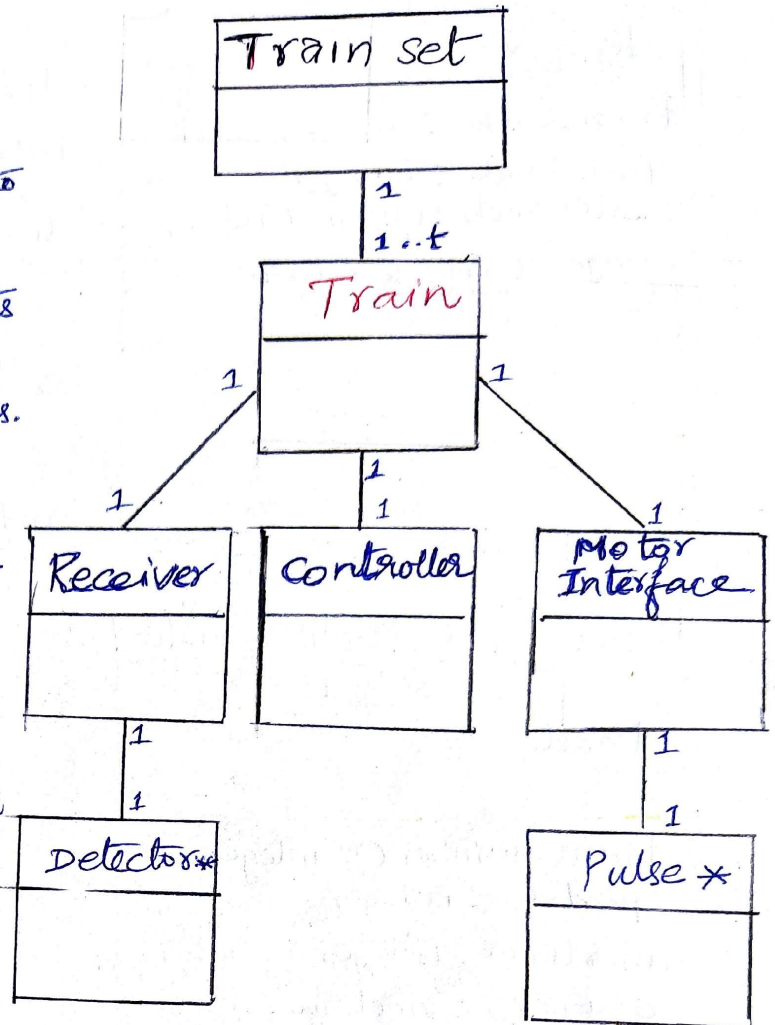 Train set
1
1..t
Train
1 1
1
1 1 1
Receiver Controller Motor
Interface
1 1
1 1
Detector* Pulse *